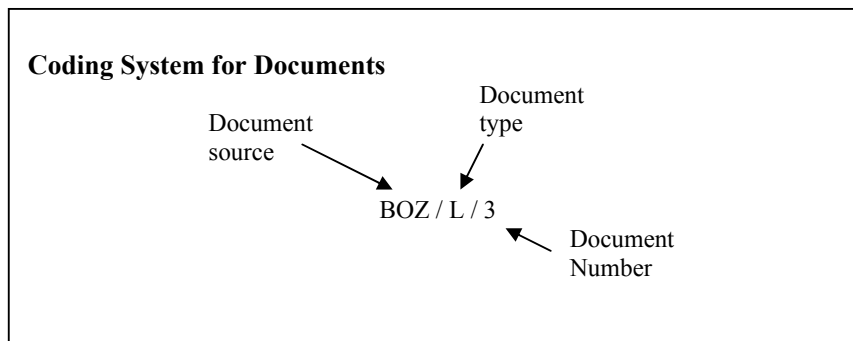 Coding System for Documents
Document
type
Document
source
BOZ / L / 3
Document
Number